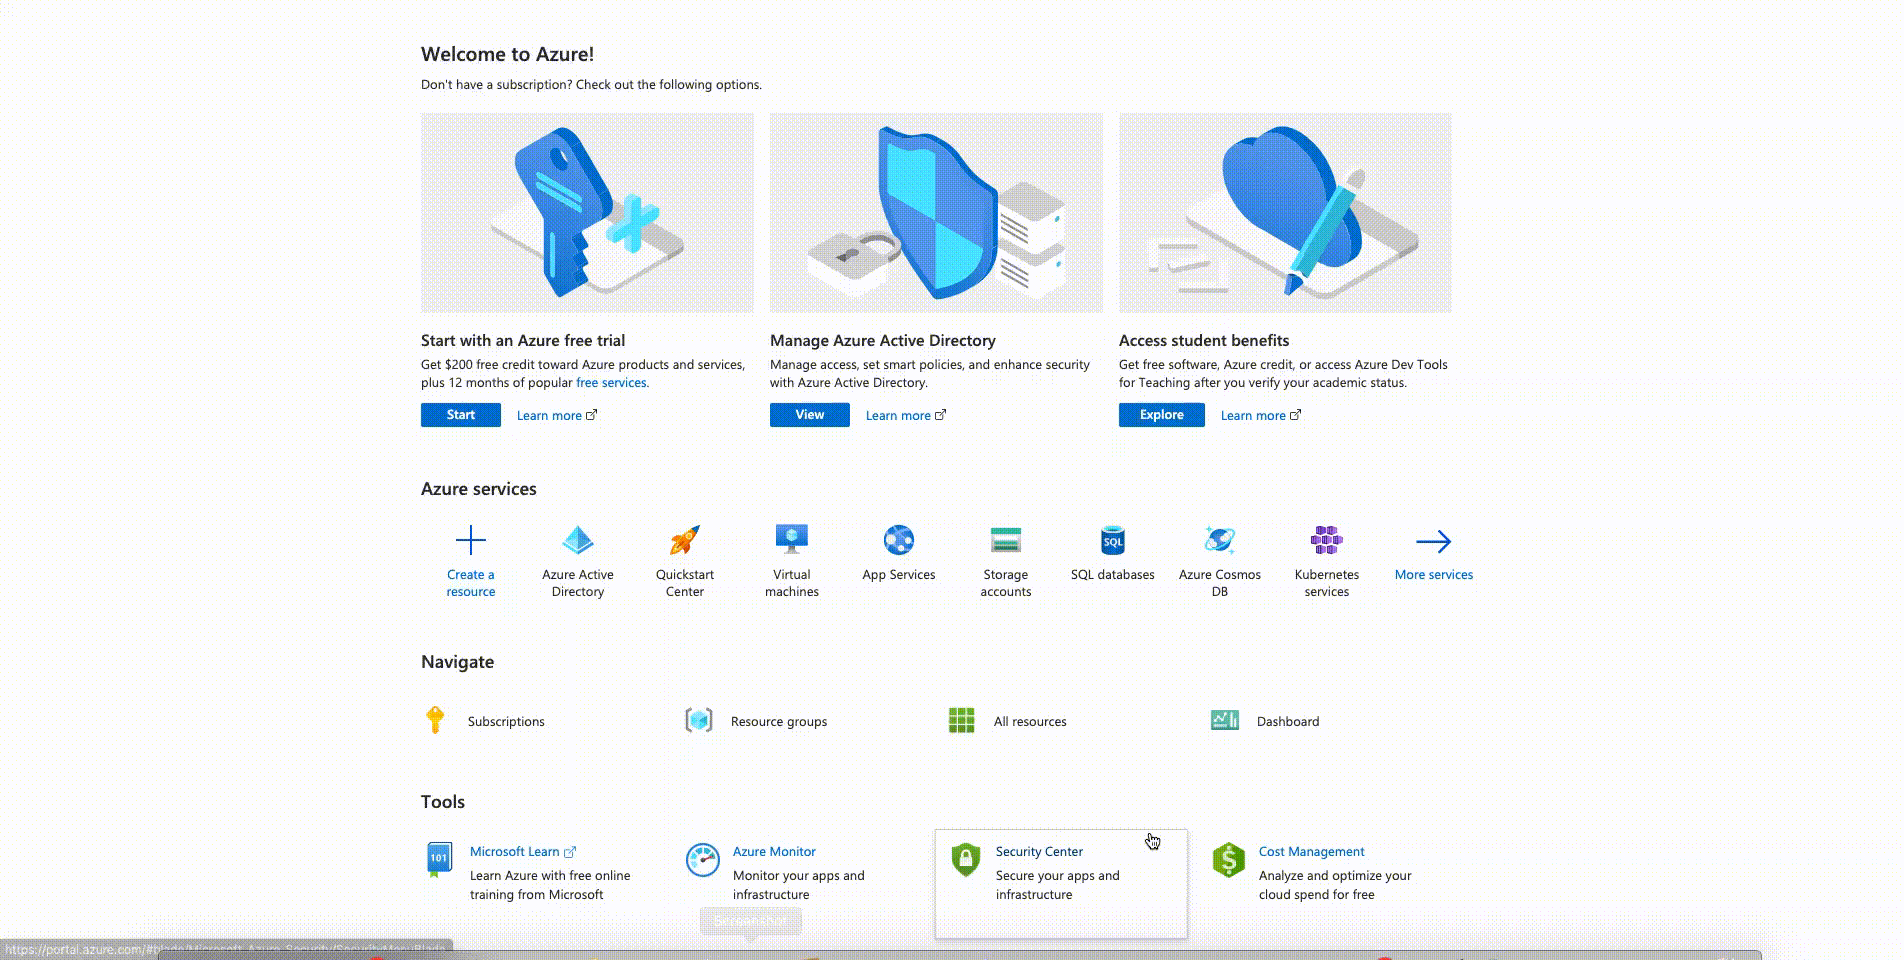 Welcome to Azure!
Don't have a subscription? Check out the following options.
Start with an Azure free trial
Get $200 free credit toward Azure products and services,
plus 12 months of popular free services.
Start
Learn more
Manage Azure Active Directory
Manage access, set smart policies, and enhance security
with Azure Active Directory.
View
Learn more
Access student benefits
Get free software, Azure credit, or access Azure Dev Tools
for Teaching after you verify your academic status.
Explore
Learn more
Azure services
Create a
resource
Azure Active
Directory
Quickstart
Center
Virtual
machines
App Services
Storage
accounts
SQL
SQL databases
Azure Cosmos
DB
Kubernetes
services
More services
Navigate
Subscriptions
Resource groups
All resources
Dashboard
Tools
101
Microsoft Learn
Learn Azure with free online
training from Microsoft
Azure Monitor
Monitor your apps and
infrastructure
Security Center
Secure your apps and
infrastructure
$
Cost Management
Analyze and optimize your
cloud spend for free
https://portal.azure.com/#blade/Microsoft_Azure_Security/SecurityMenuBlade